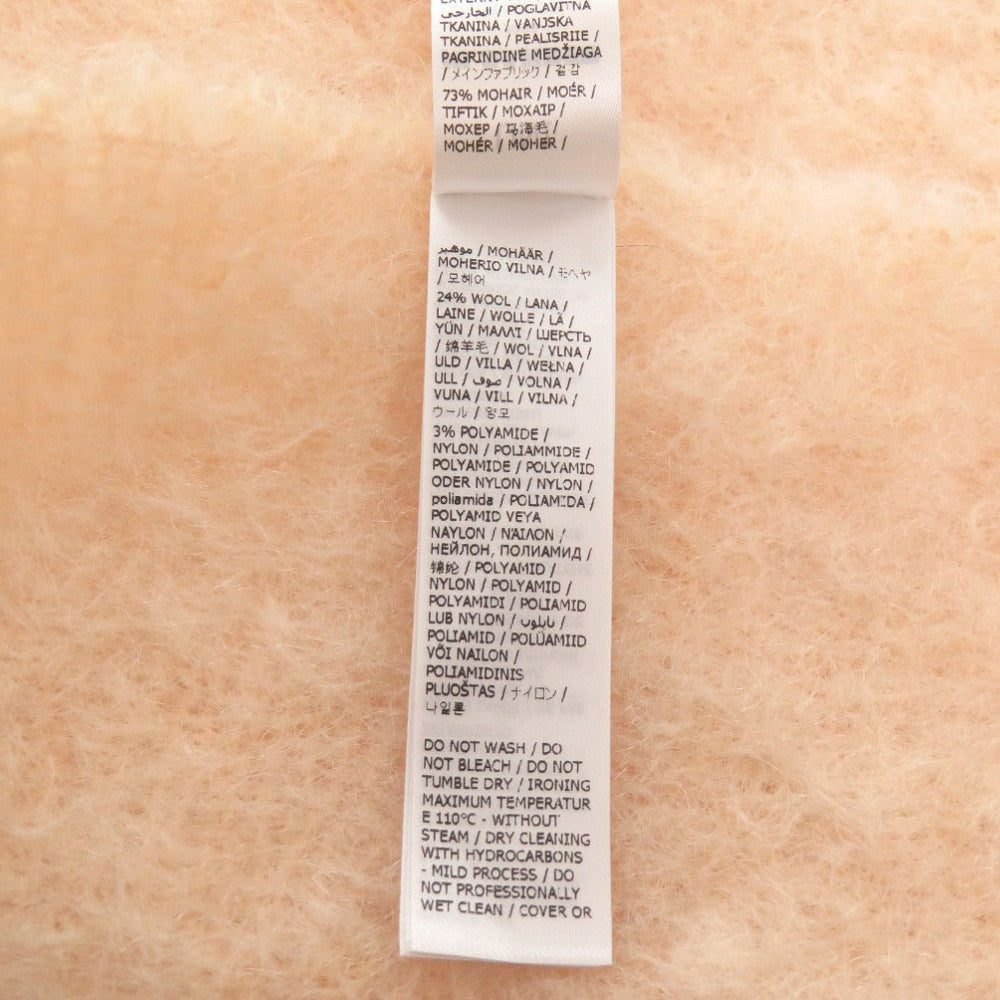 الخارجي / POGLAVITNA
TKANINA / VANJSKA
TKANINA / PEALISRIIE /
PAGRINDINĖ MEDŽIAGA
/ メインファブリック / 겉감
73% MOHAIR / MOÉR /
TIFTIK / ΜΟΧΑΙΡ /
МОХЕР / 马海毛 /
MOHÉR / MOHER /
موهير / MOHÄÄR /
MOHERIO VILNA / モヘヤ
/ 모헤어
24% WOOL / LANA /
LAINE / WOLLE / LÃ /
YÜN / ΜΑΛΛΙ / ШЕРСТЬ
/ 绵羊毛 / WOL / VLNA /
ULD / VILLA / WEŁNA /
ULL / صوف / VOLNA /
VUNA / VILL / VILNA /
ウール / 양모
3% POLYAMIDE /
NYLON / POLIAMMIDE /
POLYAMIDE / POLYAMID
ODER NYLON / NYLON /
poliamida / POLIAMIDA /
POLYAMID VEYA
NAYLON / ΝΆΙΛΟΝ /
НЕЙЛОН, ПОЛИАМИД /
锦纶 / POLYAMID /
NYLON / POLYAMID /
POLYAMIDI / POLIAMID
LUB NYLON / نايلون /
POLIAMID / POLÜAMIID
VÕI NAILON /
POLIAMIDINIS
PLUOŠTAS / ナイロン /
나일론
DO NOT WASH / DO
NOT BLEACH / DO NOT
TUMBLE DRY / IRONING
MAXIMUM TEMPERATUR
E 110°C - WITHOUT
STEAM / DRY CLEANING
WITH HYDROCARBONS
- MILD PROCESS / DO
NOT PROFESSIONALLY
WET CLEAN / COVER OR